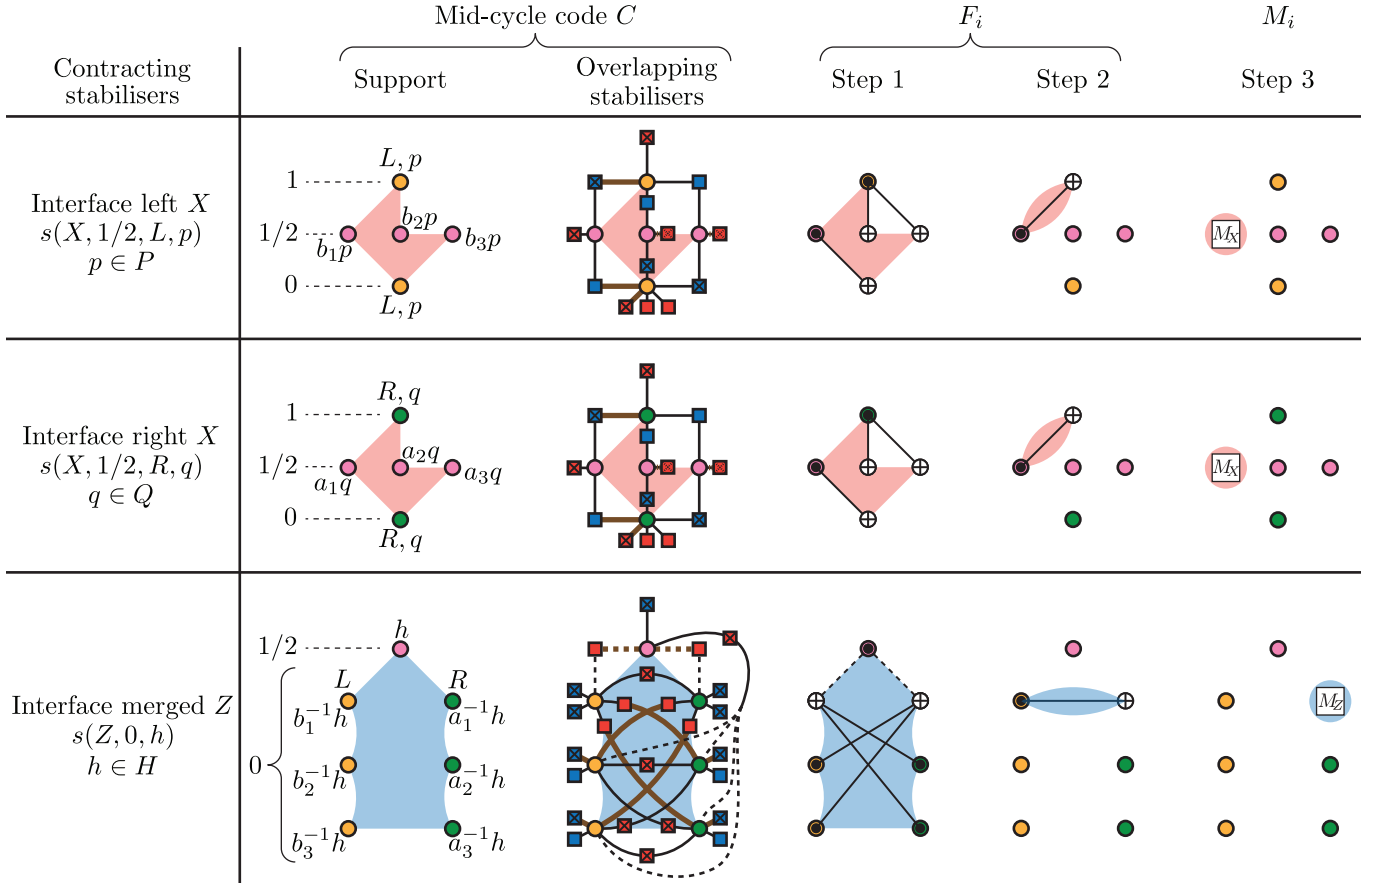 Mid-cycle code C
F_i
M_i
Contracting
stabilisers
Support
Overlapping
stabilisers
Step 1
Step 2
Step 3
Interface left X
s(X, 1/2, L, p)
p ∈ P
1
L, p
1/2
b_1p
b_2p
b_3p
0
L, p
M_X
Interface right X
s(X, 1/2, R, q)
q ∈ Q
1
R, q
1/2
a_1q
a_2q
a_3q
0
R, q
M_X
Interface merged Z
s(Z, 0, h)
h ∈ H
1/2
h
L
R
b_1^{-1}h
a_1^{-1}h
0
b_2^{-1}h
a_2^{-1}h
b_3^{-1}h
a_3^{-1}h
M_Z